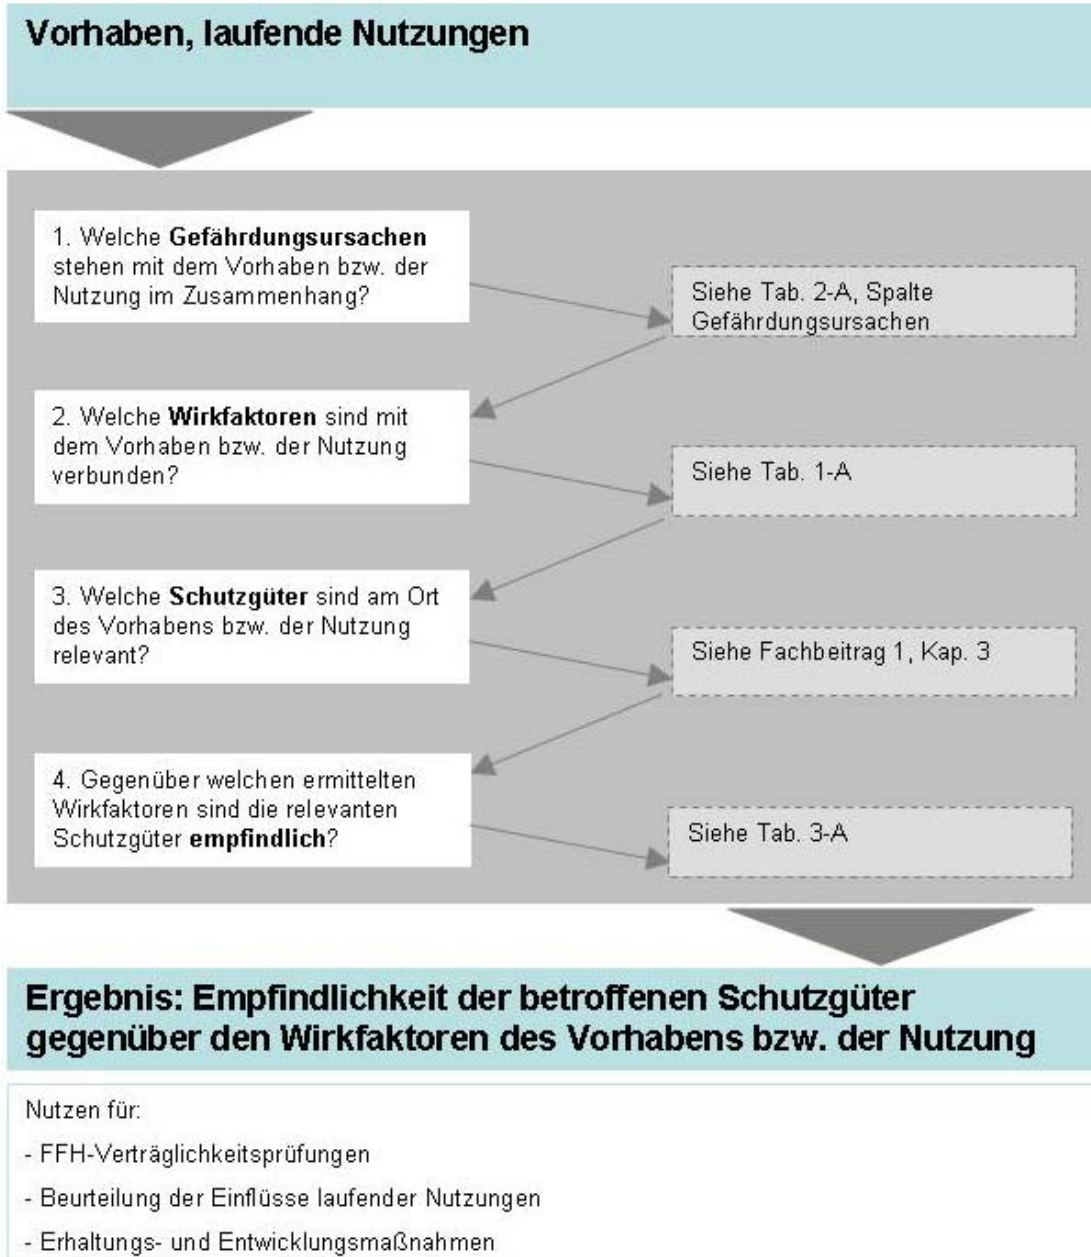 Vorhaben, laufende Nutzungen
1. Welche Gefährdungsursachen
stehen mit dem Vorhaben bzw. der
Nutzung im Zusammenhang?
Siehe Tab. 2-A, Spalte
Gefährdungsursachen
2. Welche Wirkfaktoren sind mit
dem Vorhaben bzw. der Nutzung
verbunden?
Siehe Tab. 1-A
3. Welche Schutzgüter sind am Ort
des Vorhabens bzw. der Nutzung
relevant?
Siehe Fachbeitrag 1, Kap. 3
4. Gegenüber welchen ermittelten
Wirkfaktoren sind die relevanten
Schutzgüter empfindlich?
Siehe Tab. 3-A
Ergebnis: Empfindlichkeit der betroffenen Schutzgüter
gegenüber den Wirkfaktoren des Vorhabens bzw. der Nutzung
Nutzen für:
- FFH-Verträglichkeitsprüfungen
- Beurteilung der Einflüsse laufender Nutzungen
- Erhaltungs- und Entwicklungsmaßnahmen